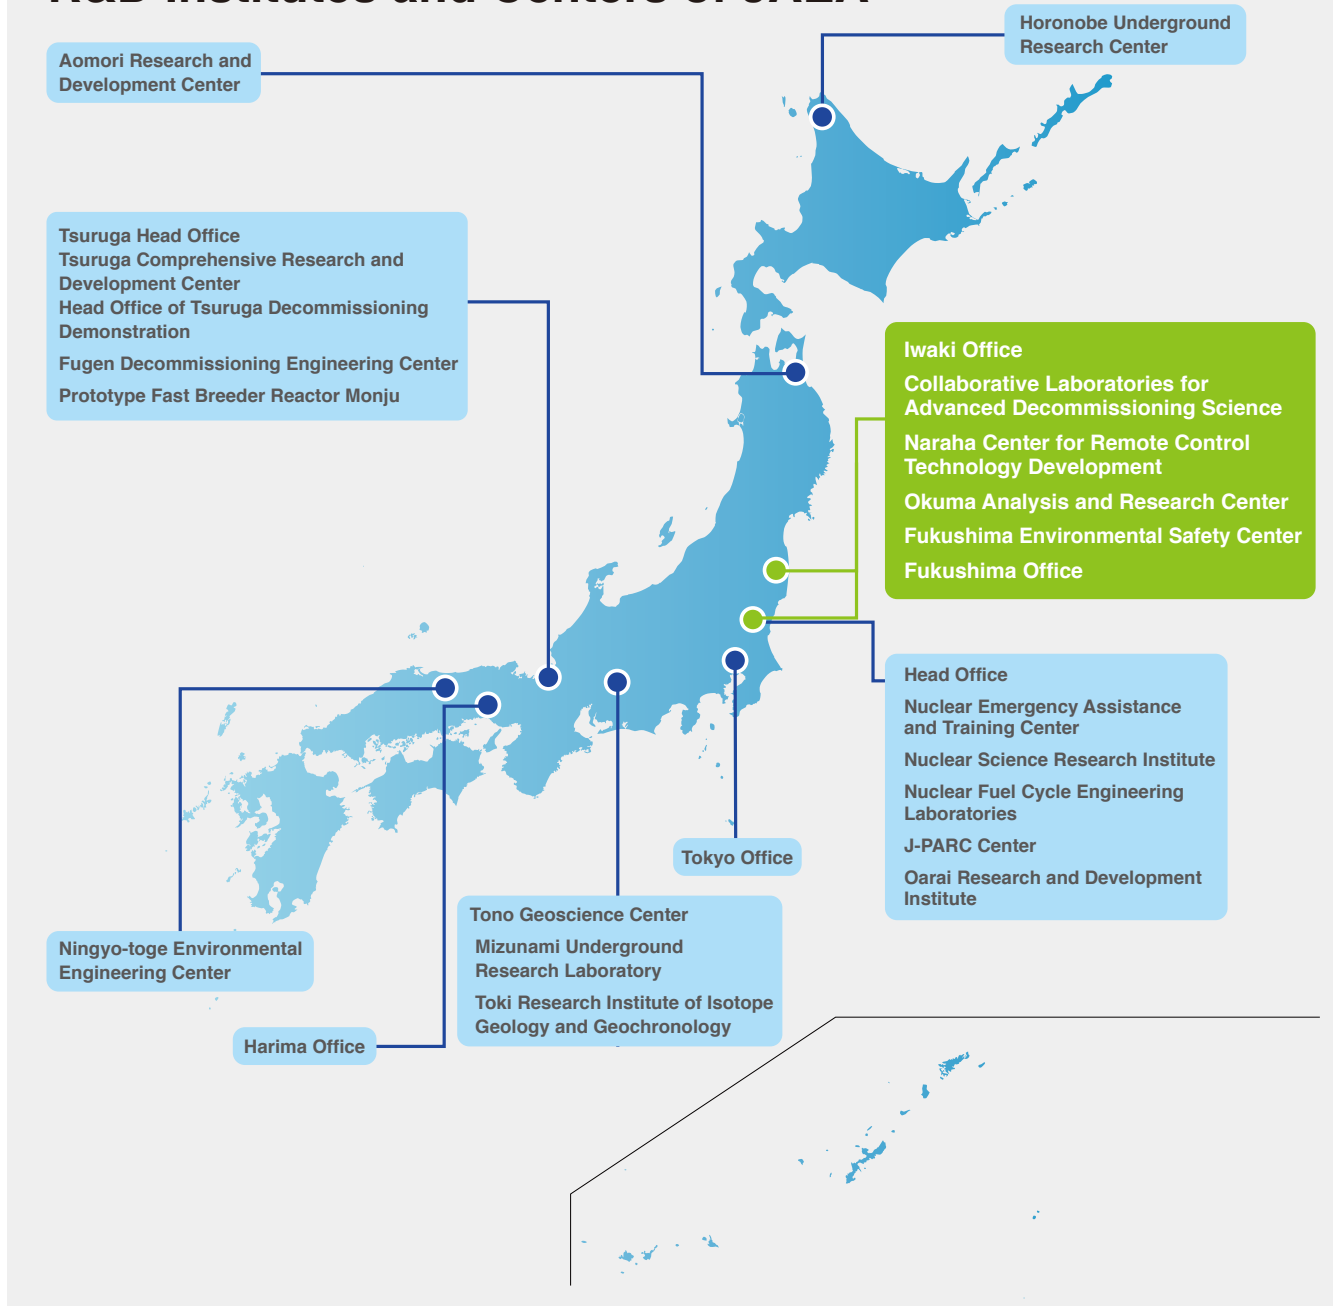 R&D Institutes and Centers of JAEA
Horonobe Underground
Research Center
Aomori Research and
Development Center
Tsuruga Head Office
Tsuruga Comprehensive Research and
Development Center
Head Office of Tsuruga Decommissioning
Demonstration
Fugen Decommissioning Engineering Center
Prototype Fast Breeder Reactor Monju
Iwaki Office
Collaborative Laboratories for
Advanced Decommissioning Science
Naraha Center for Remote Control
Technology Development
Okuma Analysis and Research Center
Fukushima Environmental Safety Center
Fukushima Office
Head Office
Nuclear Emergency Assistance
and Training Center
Nuclear Science Research Institute
Nuclear Fuel Cycle Engineering
Laboratories
J-PARC Center
Oarai Research and Development
Institute
Tokyo Office
Tono Geoscience Center
Mizunami Underground
Research Laboratory
Toki Research Institute of Isotope
Geology and Geochronology
Ningyo-toge Environmental
Engineering Center
Harima Office